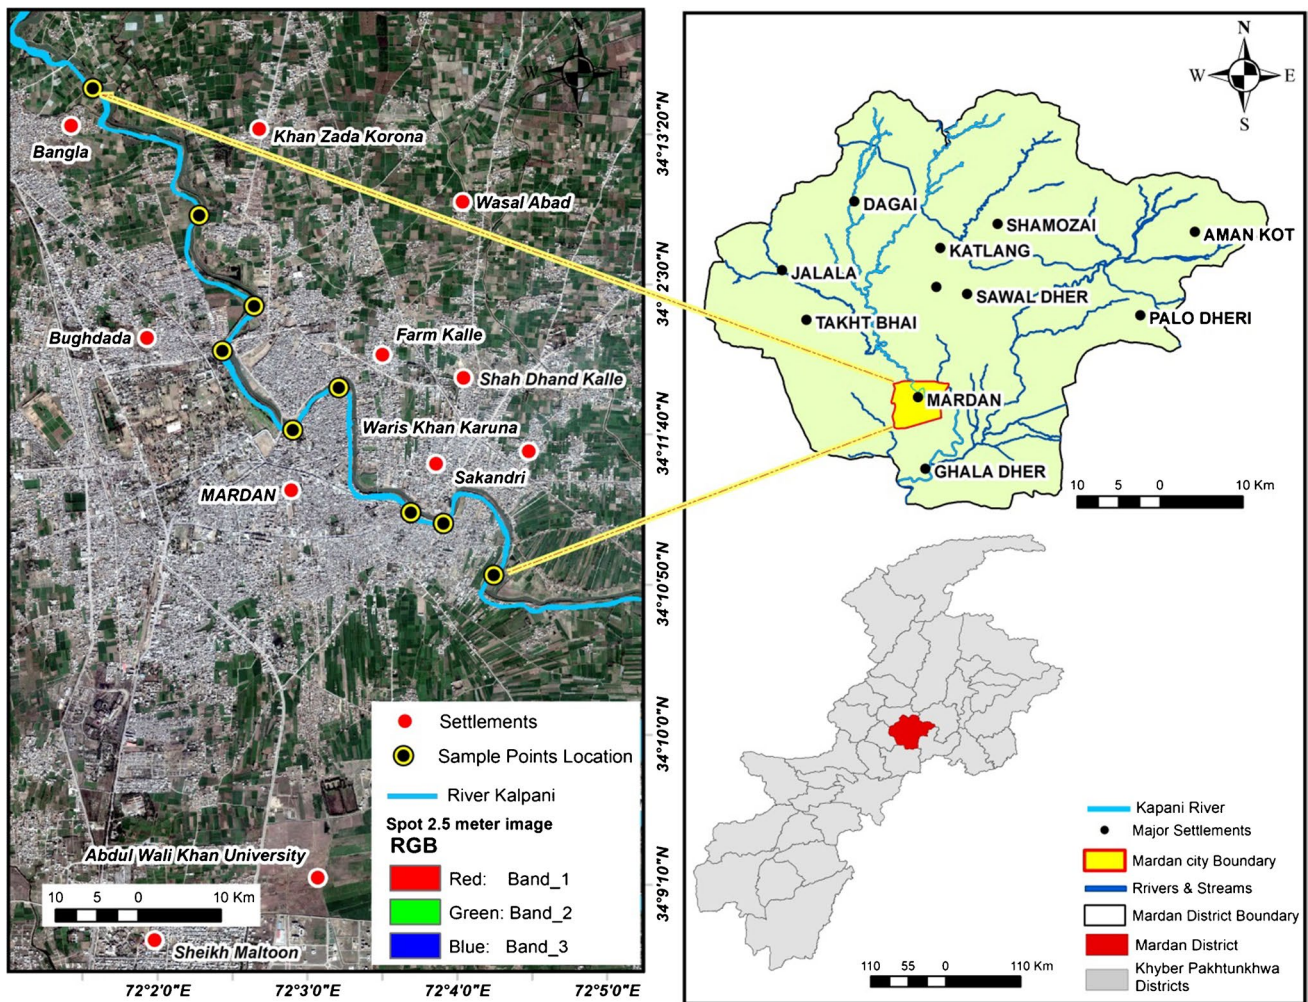 N
W
E
S
Bangla
Khan Zada Korona
Wasal Abad
Bughdada
Farm Kalle
Shah Dhand Kalle
Waris Khan Karuna
Sakandri
MARDAN
Abdul Wali Khan University
Sheikh Maltoon
10 5 0 10 Km
Settlements
Sample Points Location
River Kalpani
Spot 2.5 meter image
RGB
Red: Band_1
Green: Band_2
Blue: Band_3
34°13'20"N
34°12'30"N
34°11'40"N
34°10'50"N
34°10'0"N
34°9'10"N
72°2'0"E
72°3'0"E
72°4'0"E
72°5'0"E
N
W
E
S
DAGAI
SHAMOZAI
AMAN KOT
KATLANG
JALALA
SAWAL DHER
TAKHT BHAI
PALO DHERI
MARDAN
GHALA DHER
10 5 0 10 Km
Kapani River
Major Settlements
Mardan city Boundary
Rrivers & Streams
Mardan District Boundary
Mardan District
Khyber Pakhtunkhwa
Districts
110 55 0 110 Km